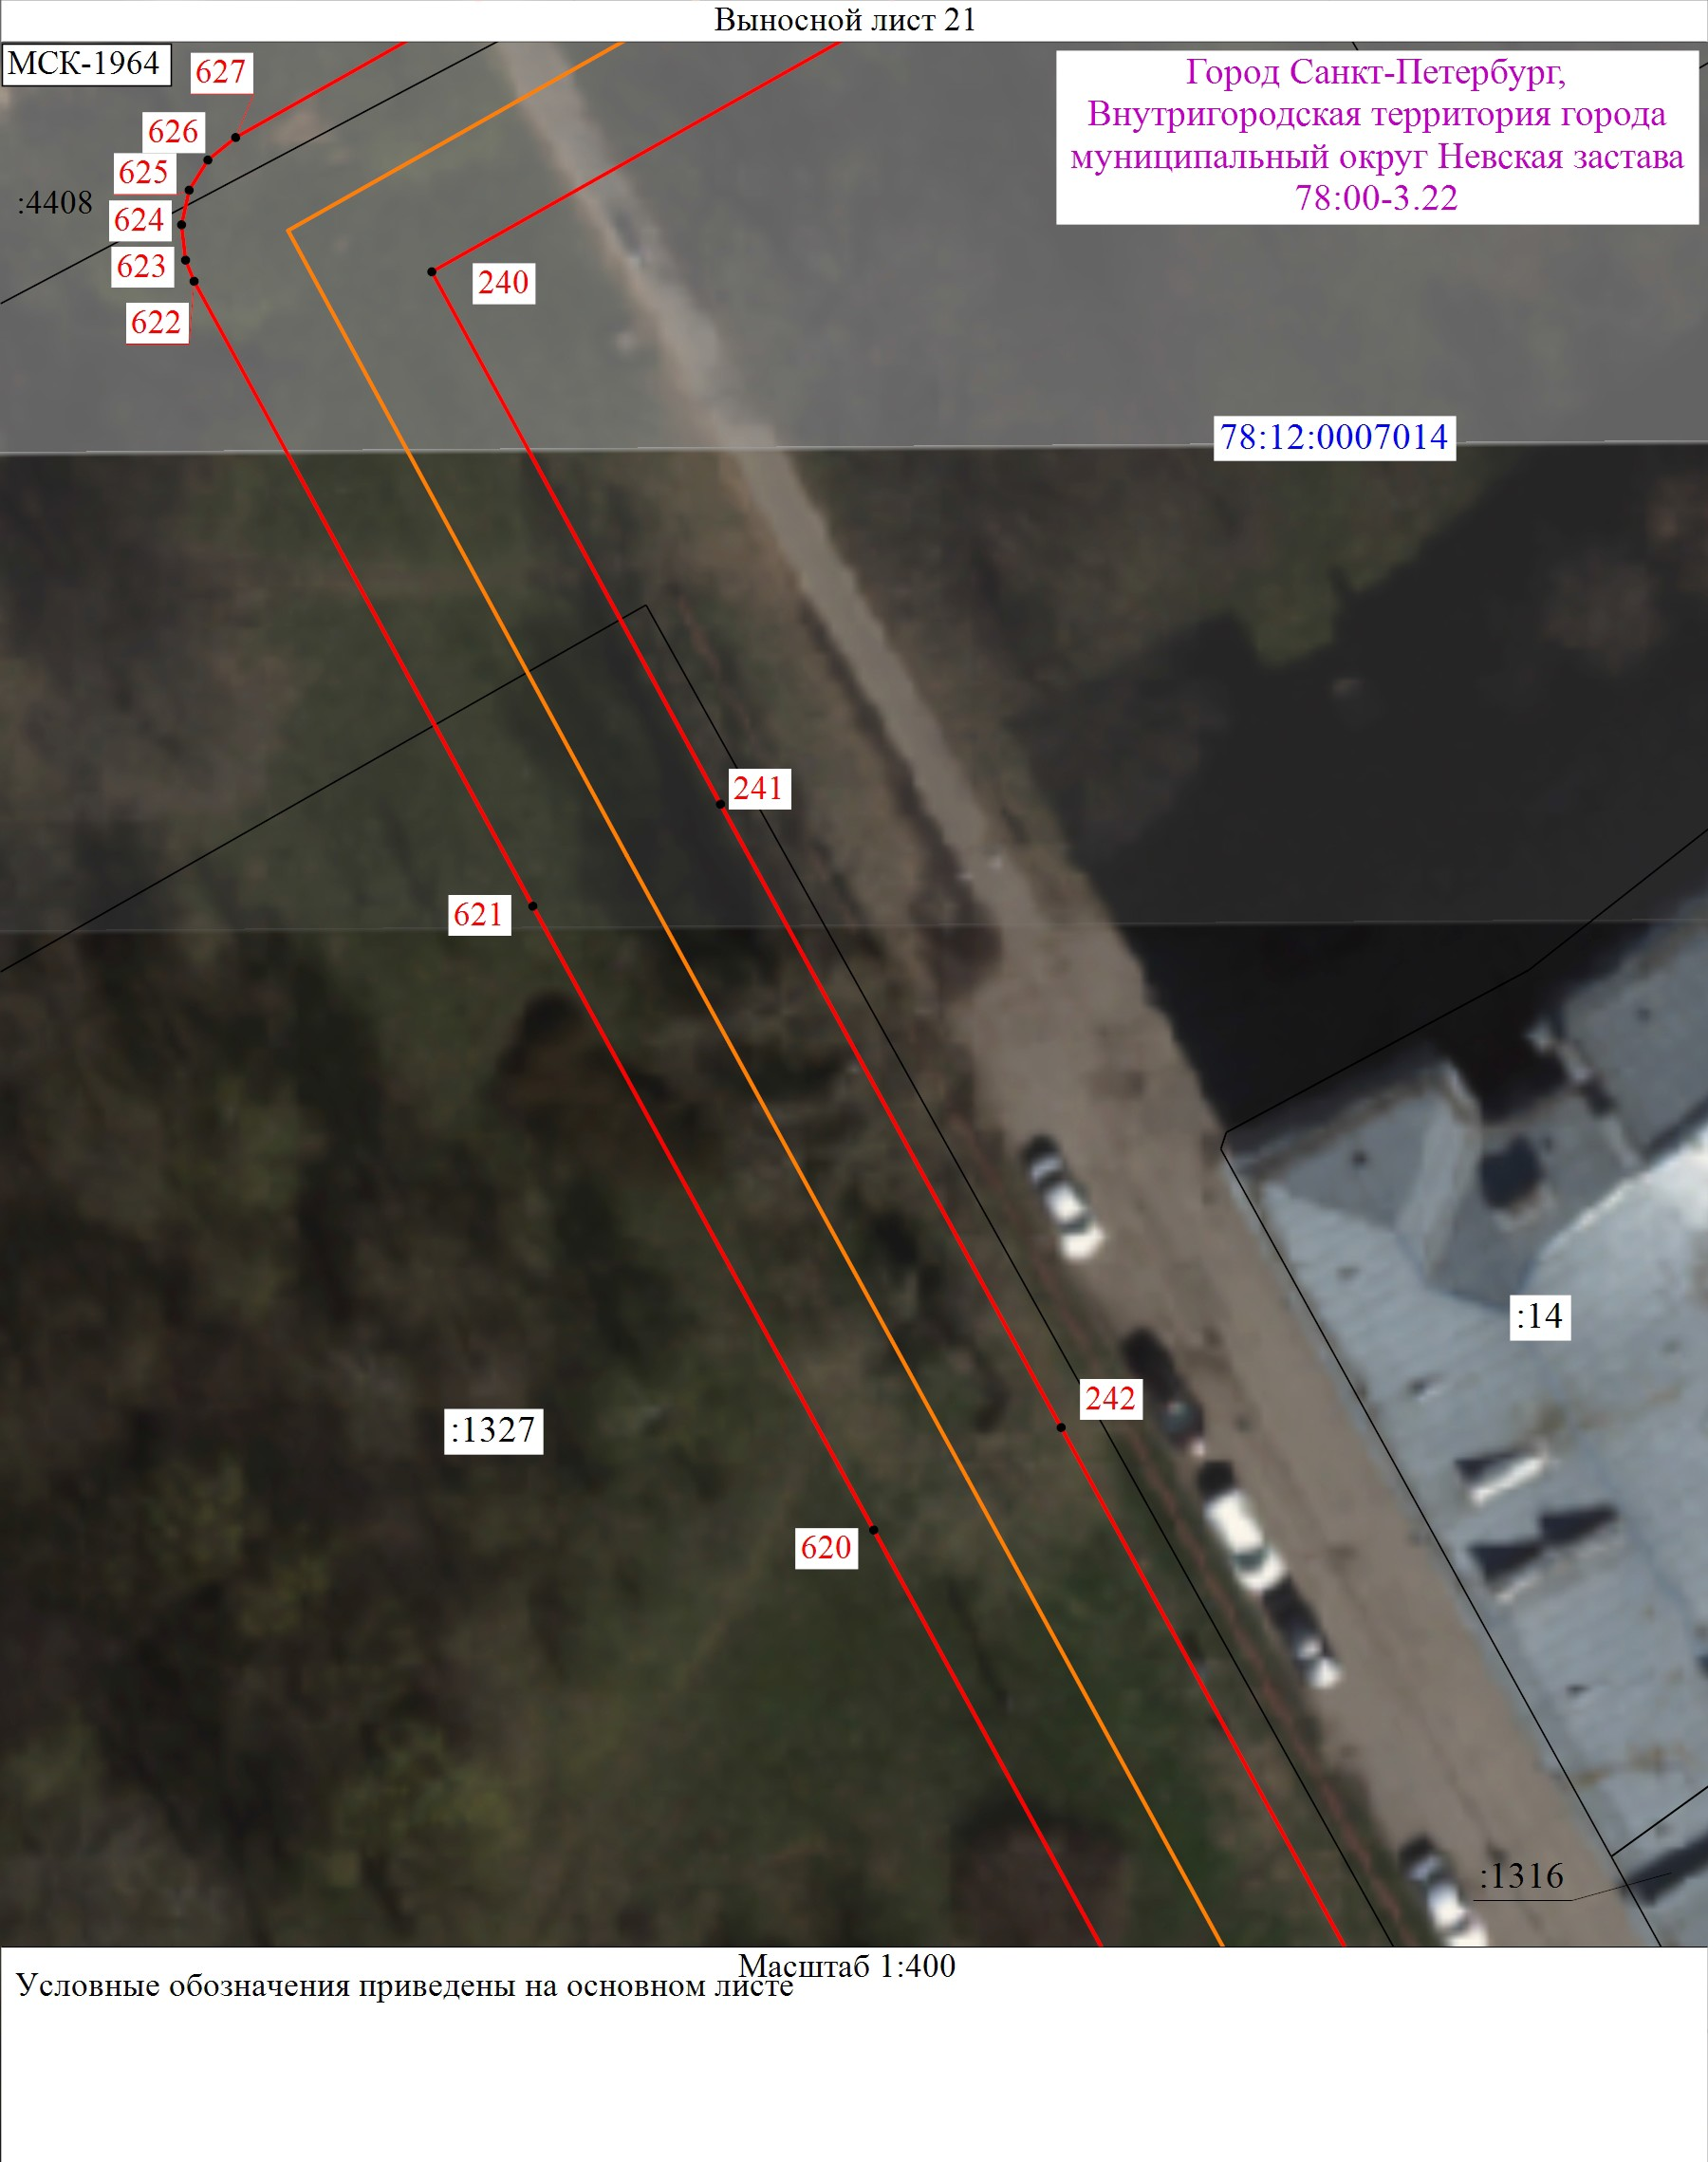 Выносной лист 21
МСК-1964
Город Санкт-Петербург,
Внутригородская территория города
муниципальный округ Невская застава
78:00-3.22
627
626
625
:4408
624
623
240
622
78:12:0007014
241
621
:14
242
:1327
620
:1316
Масштаб 1:400
Условные обозначения приведены на основном листе